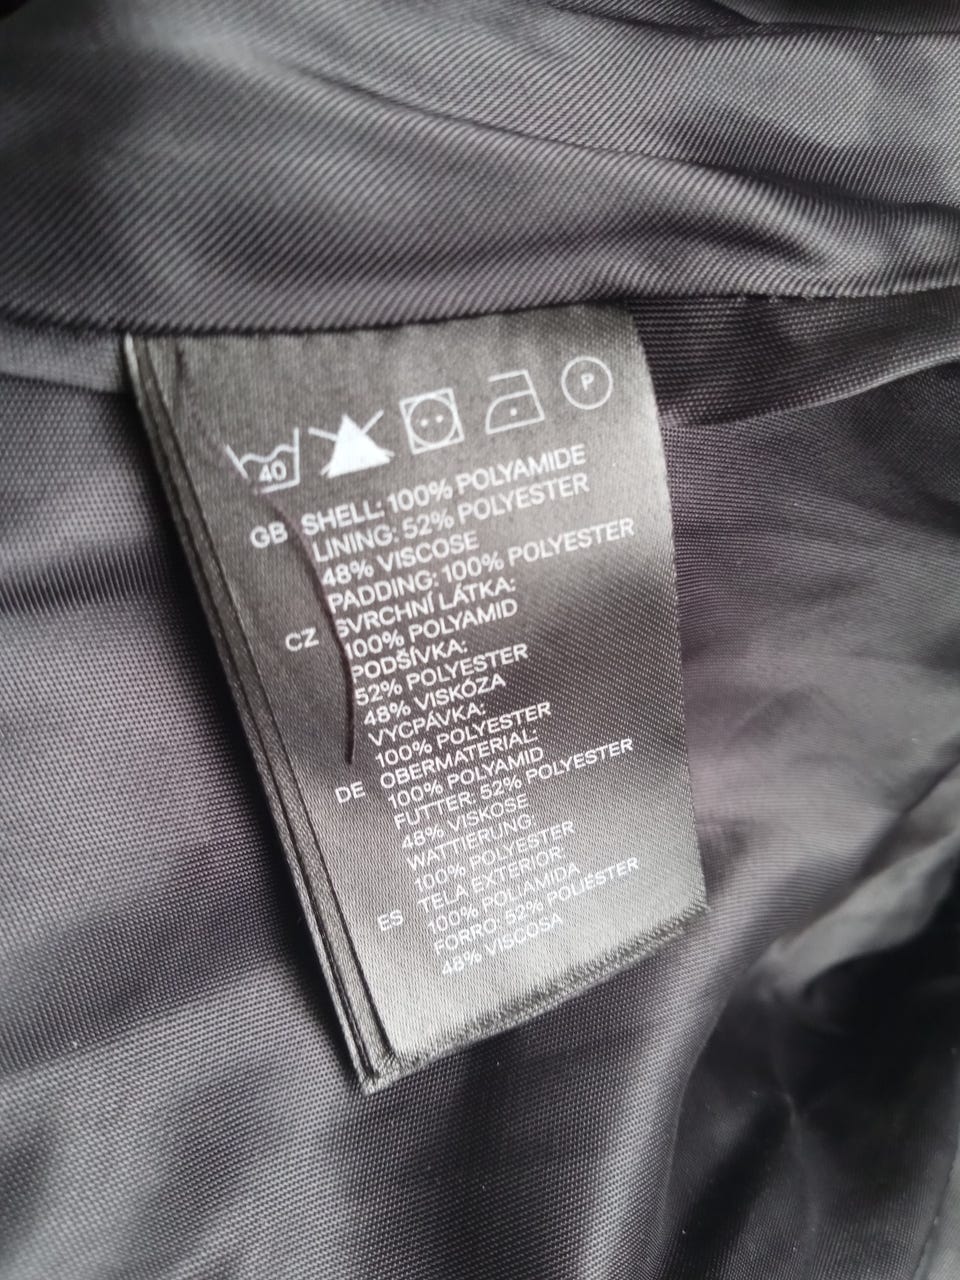 40 P
GB SHELL: 100% POLYAMIDE
LINING: 52% POLYESTER
48% VISCOSE
PADDING: 100% POLYESTER
CZ SVRCHNÍ LÁTKA:
100% POLYAMID
PODŠÍVKA:
52% POLYESTER
48% VISKÓZA
VYCPÁVKA:
100% POLYESTER
DE OBERMATERIAL:
100% POLYAMID
FUTTER: 52% POLYESTER
48% VISKOSE
WATTIERUNG:
100% POLYESTER
ES TELA EXTERIOR:
100% POLAMIDA
FORRO: 52% POLIÉSTER
48% VISCOSA